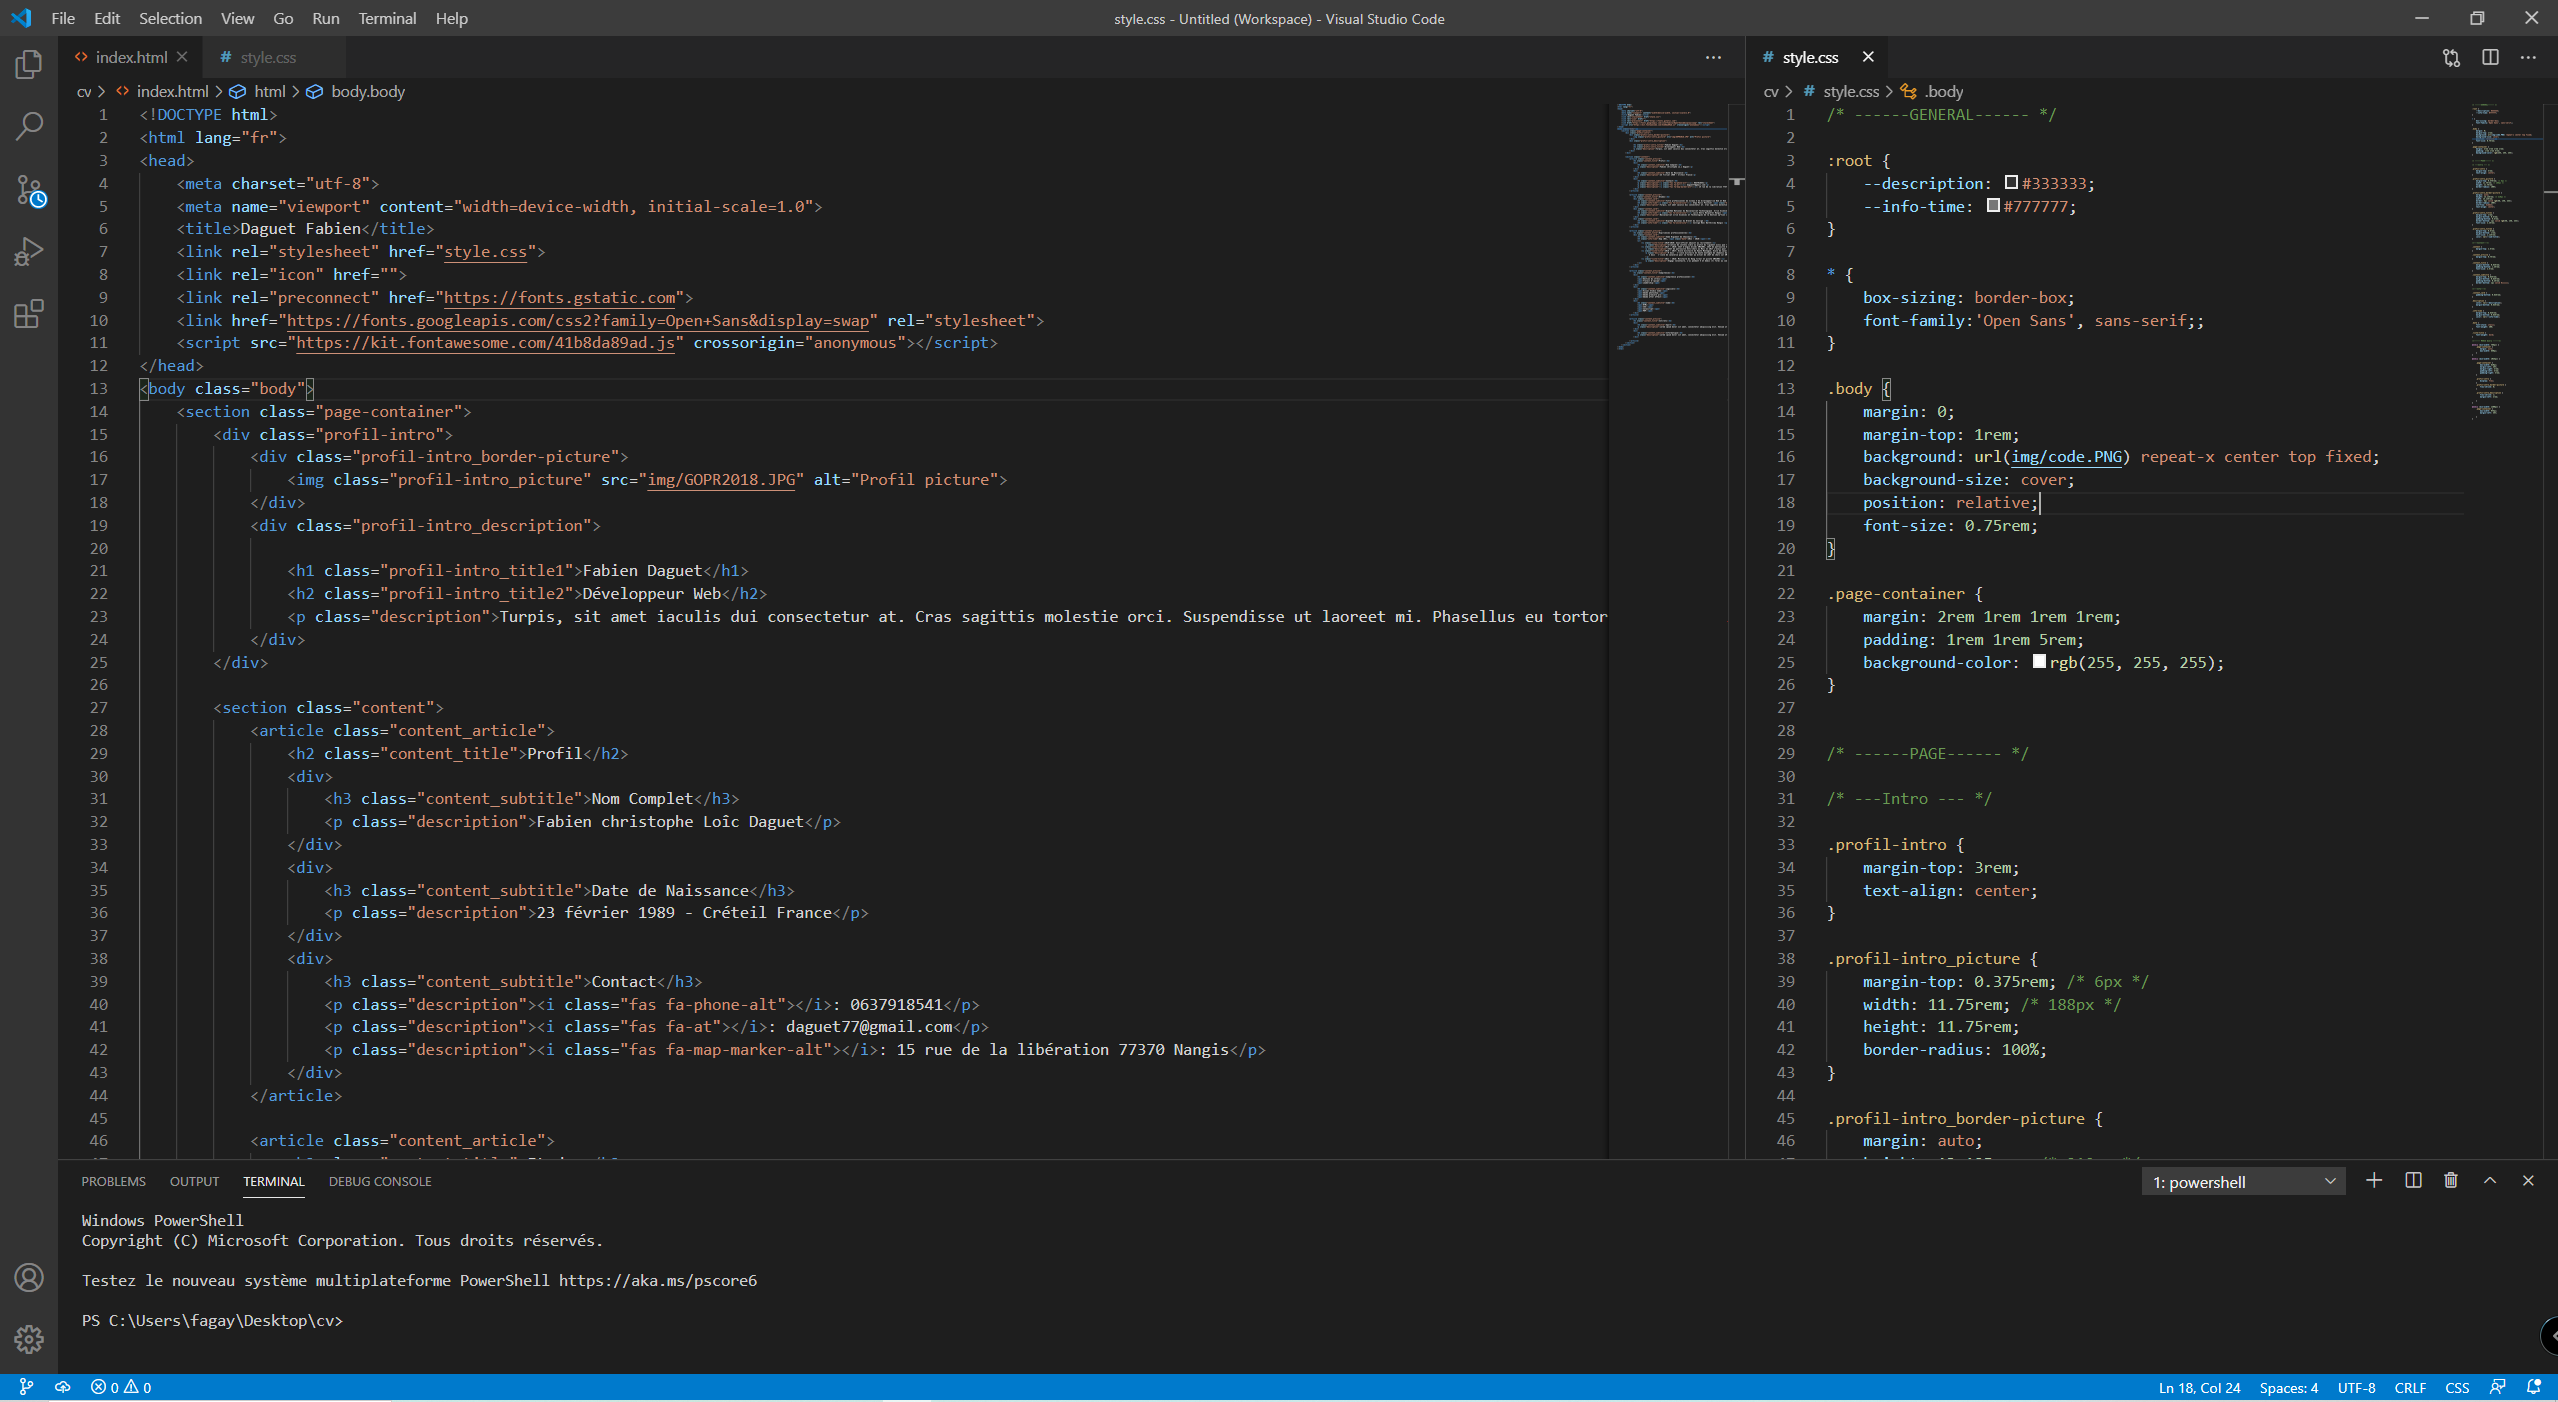 File Edit Selection View Go Run Terminal Help
style.css - Untitled (Workspace) - Visual Studio Code
index.html
style.css
cv > index.html > html > body.body
1 <!DOCTYPE html>
2 <html lang="fr">
3 <head>
4 <meta charset="utf-8">
5 <meta name="viewport" content="width=device-width, initial-scale=1.0">
6 <title>Daguet Fabien</title>
7 <link rel="stylesheet" href="style.css">
8 <link rel="icon" href="">
9 <link rel="preconnect" href="https://fonts.gstatic.com">
10 <link href="https://fonts.googleapis.com/css2?family=Open+Sans&display=swap" rel="stylesheet">
11 <script src="https://kit.fontawesome.com/41b8da89ad.js" crossorigin="anonymous"></script>
12 </head>
13 <body class="body">
14 <section class="page-container">
15 <div class="profil-intro">
16 <div class="profil-intro_border-picture">
17 <img class="profil-intro_picture" src="img/GOPR2018.JPG" alt="Profil picture">
18 </div>
19 <div class="profil-intro_description">
20
21 <h1 class="profil-intro_title1">Fabien Daguet</h1>
22 <h2 class="profil-intro_title2">Développeur Web</h2>
23 <p class="description">Turpis, sit amet iaculis dui consectetur at. Cras sagittis molestie orci. Suspendisse ut laoreet mi. Phasellus eu tortor
24 </div>
25 </div>
26
27 <section class="content">
28 <article class="content_article">
29 <h2 class="content_title">Profil</h2>
30 <div>
31 <h3 class="content_subtitle">Nom Complet</h3>
32 <p class="description">Fabien christophe Loîc Daguet</p>
33 </div>
34 <div>
35 <h3 class="content_subtitle">Date de Naissance</h3>
36 <p class="description">23 février 1989 - Créteil France</p>
37 </div>
38 <div>
39 <h3 class="content_subtitle">Contact</h3>
40 <p class="description"><i class="fas fa-phone-alt"></i>: 0637918541</p>
41 <p class="description"><i class="fas fa-at"></i>: daguet77@gmail.com</p>
42 <p class="description"><i class="fas fa-map-marker-alt"></i>: 15 rue de la libération 77370 Nangis</p>
43 </div>
44 </article>
45
46 <article class="content_article">
style.css
cv > style.css > .body
1 /* ------GENERAL------ */
2
3 :root {
4 --description: #333333;
5 --info-time: #777777;
6 }
7
8 * {
9 box-sizing: border-box;
10 font-family:'Open Sans', sans-serif;;
11 }
12
13 .body {
14 margin: 0;
15 margin-top: 1rem;
16 background: url(img/code.PNG) repeat-x center top fixed;
17 background-size: cover;
18 position: relative;
19 font-size: 0.75rem;
20 }
21
22 .page-container {
23 margin: 2rem 1rem 1rem 1rem;
24 padding: 1rem 1rem 5rem;
25 background-color: rgb(255, 255, 255);
26 }
27
28
29 /* ------PAGE------ */
30
31 /* ---Intro --- */
32
33 .profil-intro {
34 margin-top: 3rem;
35 text-align: center;
36 }
37
38 .profil-intro_picture {
39 margin-top: 0.375rem; /* 6px */
40 width: 11.75rem; /* 188px */
41 height: 11.75rem;
42 border-radius: 100%;
43 }
44
45 .profil-intro_border-picture {
46 margin: auto;
PROBLEMS OUTPUT TERMINAL DEBUG CONSOLE
1: powershell
Windows PowerShell
Copyright (C) Microsoft Corporation. Tous droits réservés.
Testez le nouveau système multiplateforme PowerShell https://aka.ms/pscore6
PS C:\Users\fagay\Desktop\cv>
0 0
Ln 18, Col 24 Spaces: 4 UTF-8 CRLF CSS